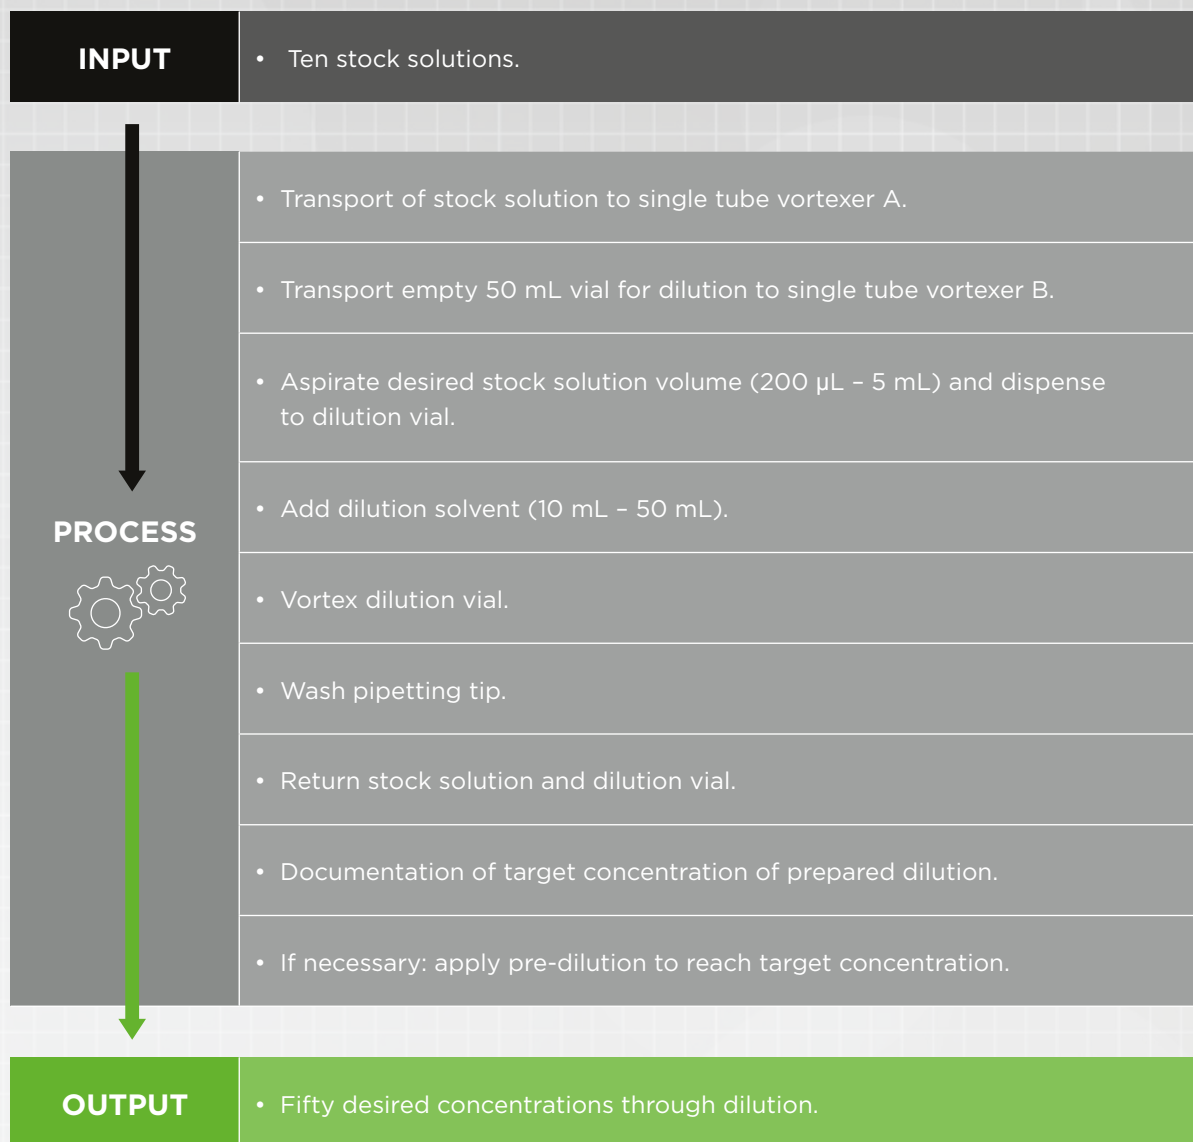 INPUT
• Ten stock solutions.
• Transport of stock solution to single tube vortexer A.
• Transport empty 50 mL vial for dilution to single tube vortexer B.
• Aspirate desired stock solution volume (200 µL – 5 mL) and dispense
to dilution vial.
• Add dilution solvent (10 mL – 50 mL).
PROCESS
• Vortex dilution vial.
• Wash pipetting tip.
• Return stock solution and dilution vial.
• Documentation of target concentration of prepared dilution.
• If necessary: apply pre-dilution to reach target concentration.
OUTPUT
• Fifty desired concentrations through dilution.